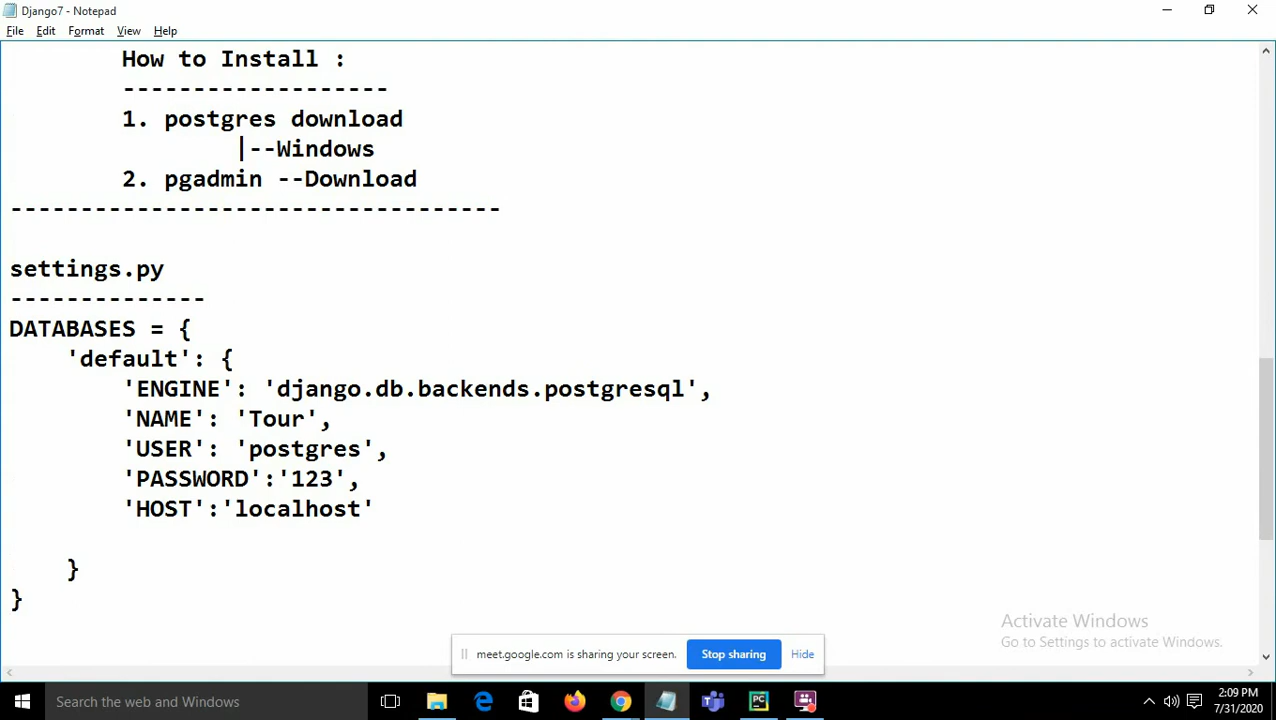 Django7 - Notepad
File Edit Format View Help
How to Install :
-------------------
1. postgres download
|--Windows
2. pgadmin --Download
-----------------------------------
settings.py
--------------
DATABASES = {
'default': {
'ENGINE': 'django.db.backends.postgresql',
'NAME': 'Tour',
'USER': 'postgres',
'PASSWORD':'123',
'HOST':'localhost'
}
}
Activate Windows
Go to Settings to activate Windows.
meet.google.com is sharing your screen. Stop sharing Hide
Search the web and Windows
2:09 PM
7/31/2020